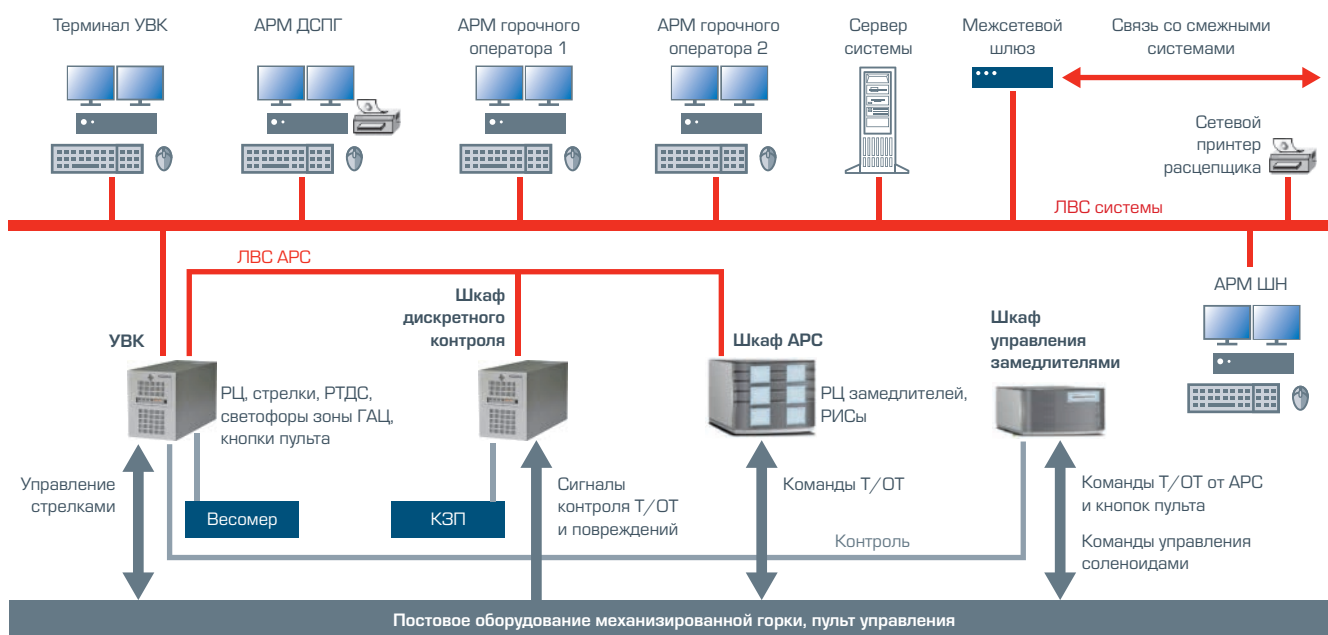 Терминал УВК
АРМ ДСПГ
АРМ горочного
оператора 1
АРМ горочного
оператора 2
Сервер
системы
Межсетевой
шлюз
Связь со смежными
системами
Сетевой
принтер
расцепщика
ЛВС системы
ЛВС АРС
АРМ ШН
УВК
Шкаф
дискретного
контроля
Шкаф АРС
Шкаф
управления
замедлителями
РЦ, стрелки, РТДС,
светофоры зоны ГАЦ,
кнопки пульта
РЦ замедлителей,
РИСы
Управление
стрелками
Весомер
КЗП
Сигналы
контроля Т/ОТ
и повреждений
Команды Т/ОТ
Контроль
Команды Т/ОТ от АРС
и кнопок пульта
Команды управления
соленоидами
Постовое оборудование механизированной горки, пульт управления